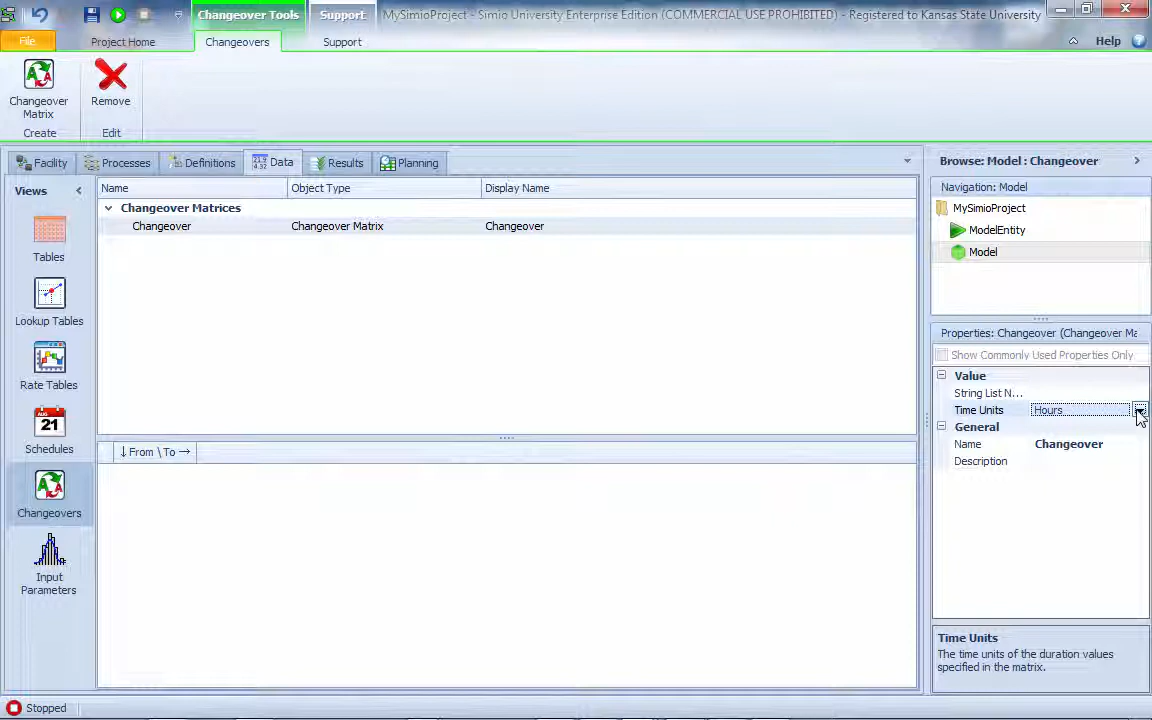 Changeover Tools
Support
MySimioProject - Simio University Enterprise Edition (COMMERCIAL USE PROHIBITED) - Registered to Kansas State University
File
Project Home
Changeovers
Support
Help
Changeover
Matrix
Remove
Create
Edit
Facility
Processes
Definitions
Data
Results
Planning
Browse: Model : Changeover
Views
Tables
Lookup Tables
Rate Tables
AUG
21
Schedules
Changeovers
Input
Parameters
Name
Object Type
Display Name
Changeover Matrices
Changeover
Changeover Matrix
Changeover
↓ From \ To →
Navigation: Model
MySimioProject
ModelEntity
Model
Properties: Changeover (Changeover Ma
Show Commonly Used Properties Only
Value
String List N...
Time Units
Hours
General
Name
Changeover
Description
Time Units
The time units of the duration values
specified in the matrix.
Stopped